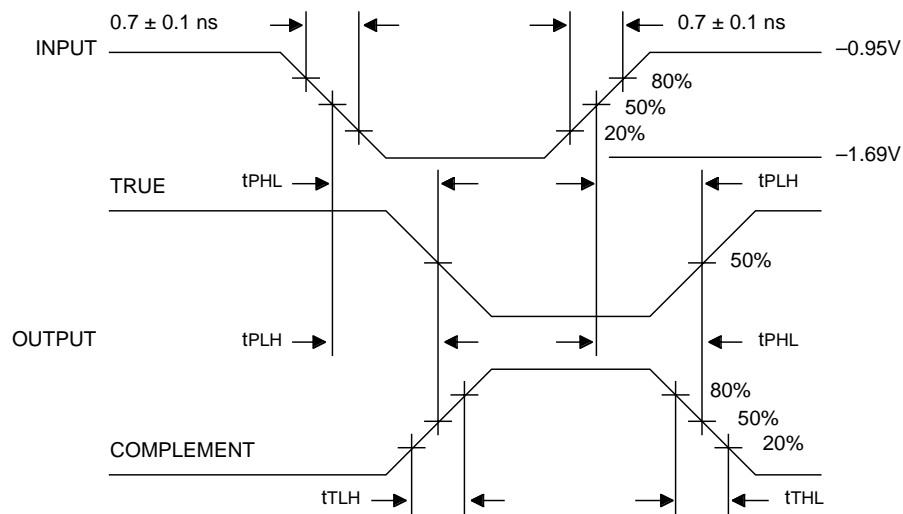 0.7 ± 0.1 ns
0.7 ± 0.1 ns
INPUT
–0.95V
80%
50%
20%
–1.69V
tPHL
tPLH
TRUE
50%
OUTPUT
tPLH
tPHL
80%
50%
20%
COMPLEMENT
tTLH
tTHL